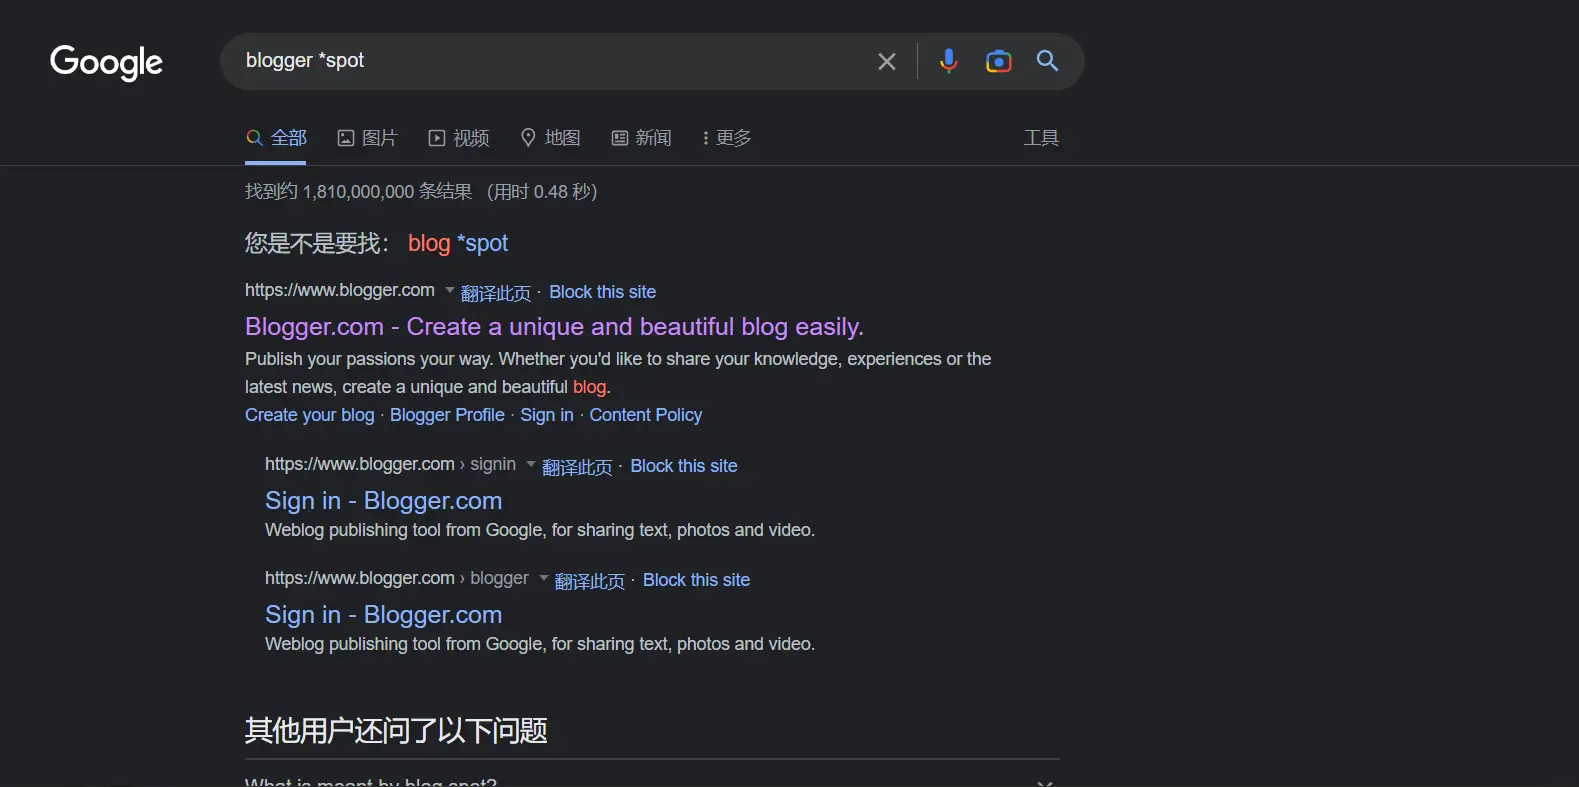 Google
blogger *spot
全部 图片 视频 地图 新闻 更多 工具
找到约 1,810,000,000 条结果 （用时 0.48 秒）
您是不是要找： blog *spot
https://www.blogger.com 翻译此页 · Block this site
Blogger.com - Create a unique and beautiful blog easily.
Publish your passions your way. Whether you'd like to share your knowledge, experiences or the
latest news, create a unique and beautiful blog.
Create your blog · Blogger Profile · Sign in · Content Policy
https://www.blogger.com › signin 翻译此页 · Block this site
Sign in - Blogger.com
Weblog publishing tool from Google, for sharing text, photos and video.
https://www.blogger.com › blogger 翻译此页 · Block this site
Sign in - Blogger.com
Weblog publishing tool from Google, for sharing text, photos and video.
其他用户还问了以下问题
What is meant by blog spot?